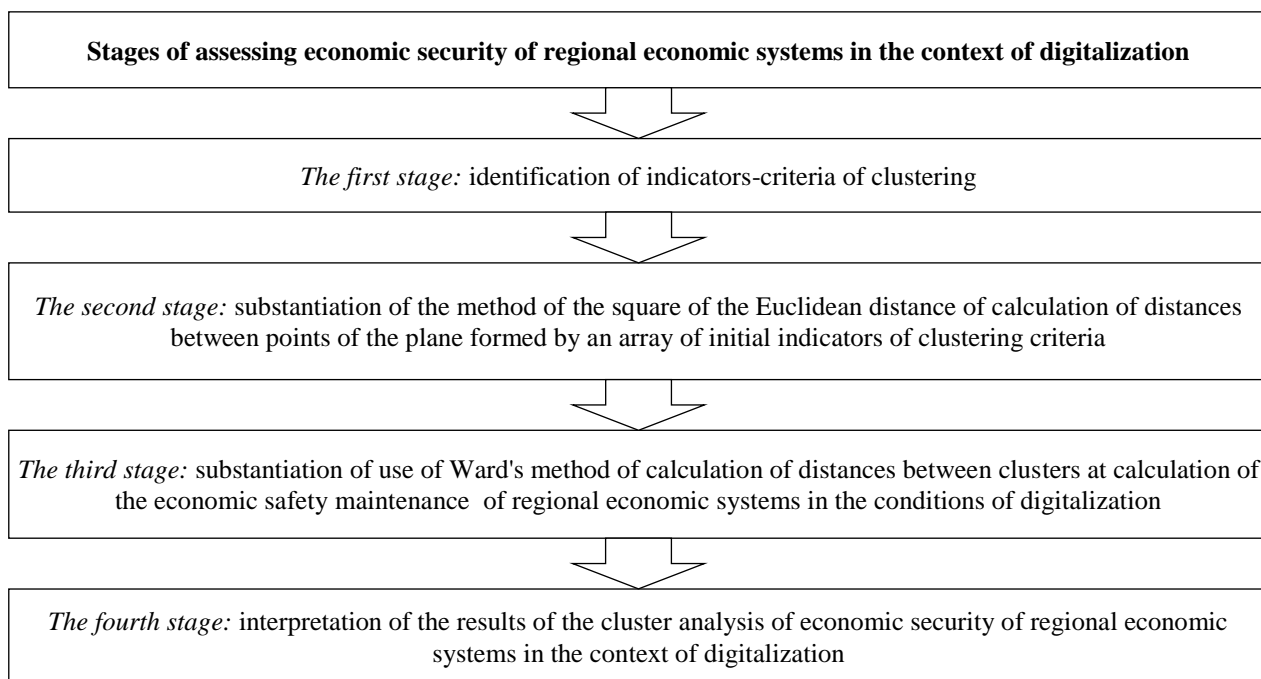 Stages of assessing economic security of regional economic systems in the context of digitalization
The first stage: identification of indicators-criteria of clustering
The second stage: substantiation of the method of the square of the Euclidean distance of calculation of distances
between points of the plane formed by an array of initial indicators of clustering criteria
The third stage: substantiation of use of Ward's method of calculation of distances between clusters at calculation of
the economic safety maintenance  of regional economic systems in the conditions of digitalization
The fourth stage: interpretation of the results of the cluster analysis of economic security of regional economic
systems in the context of digitalization